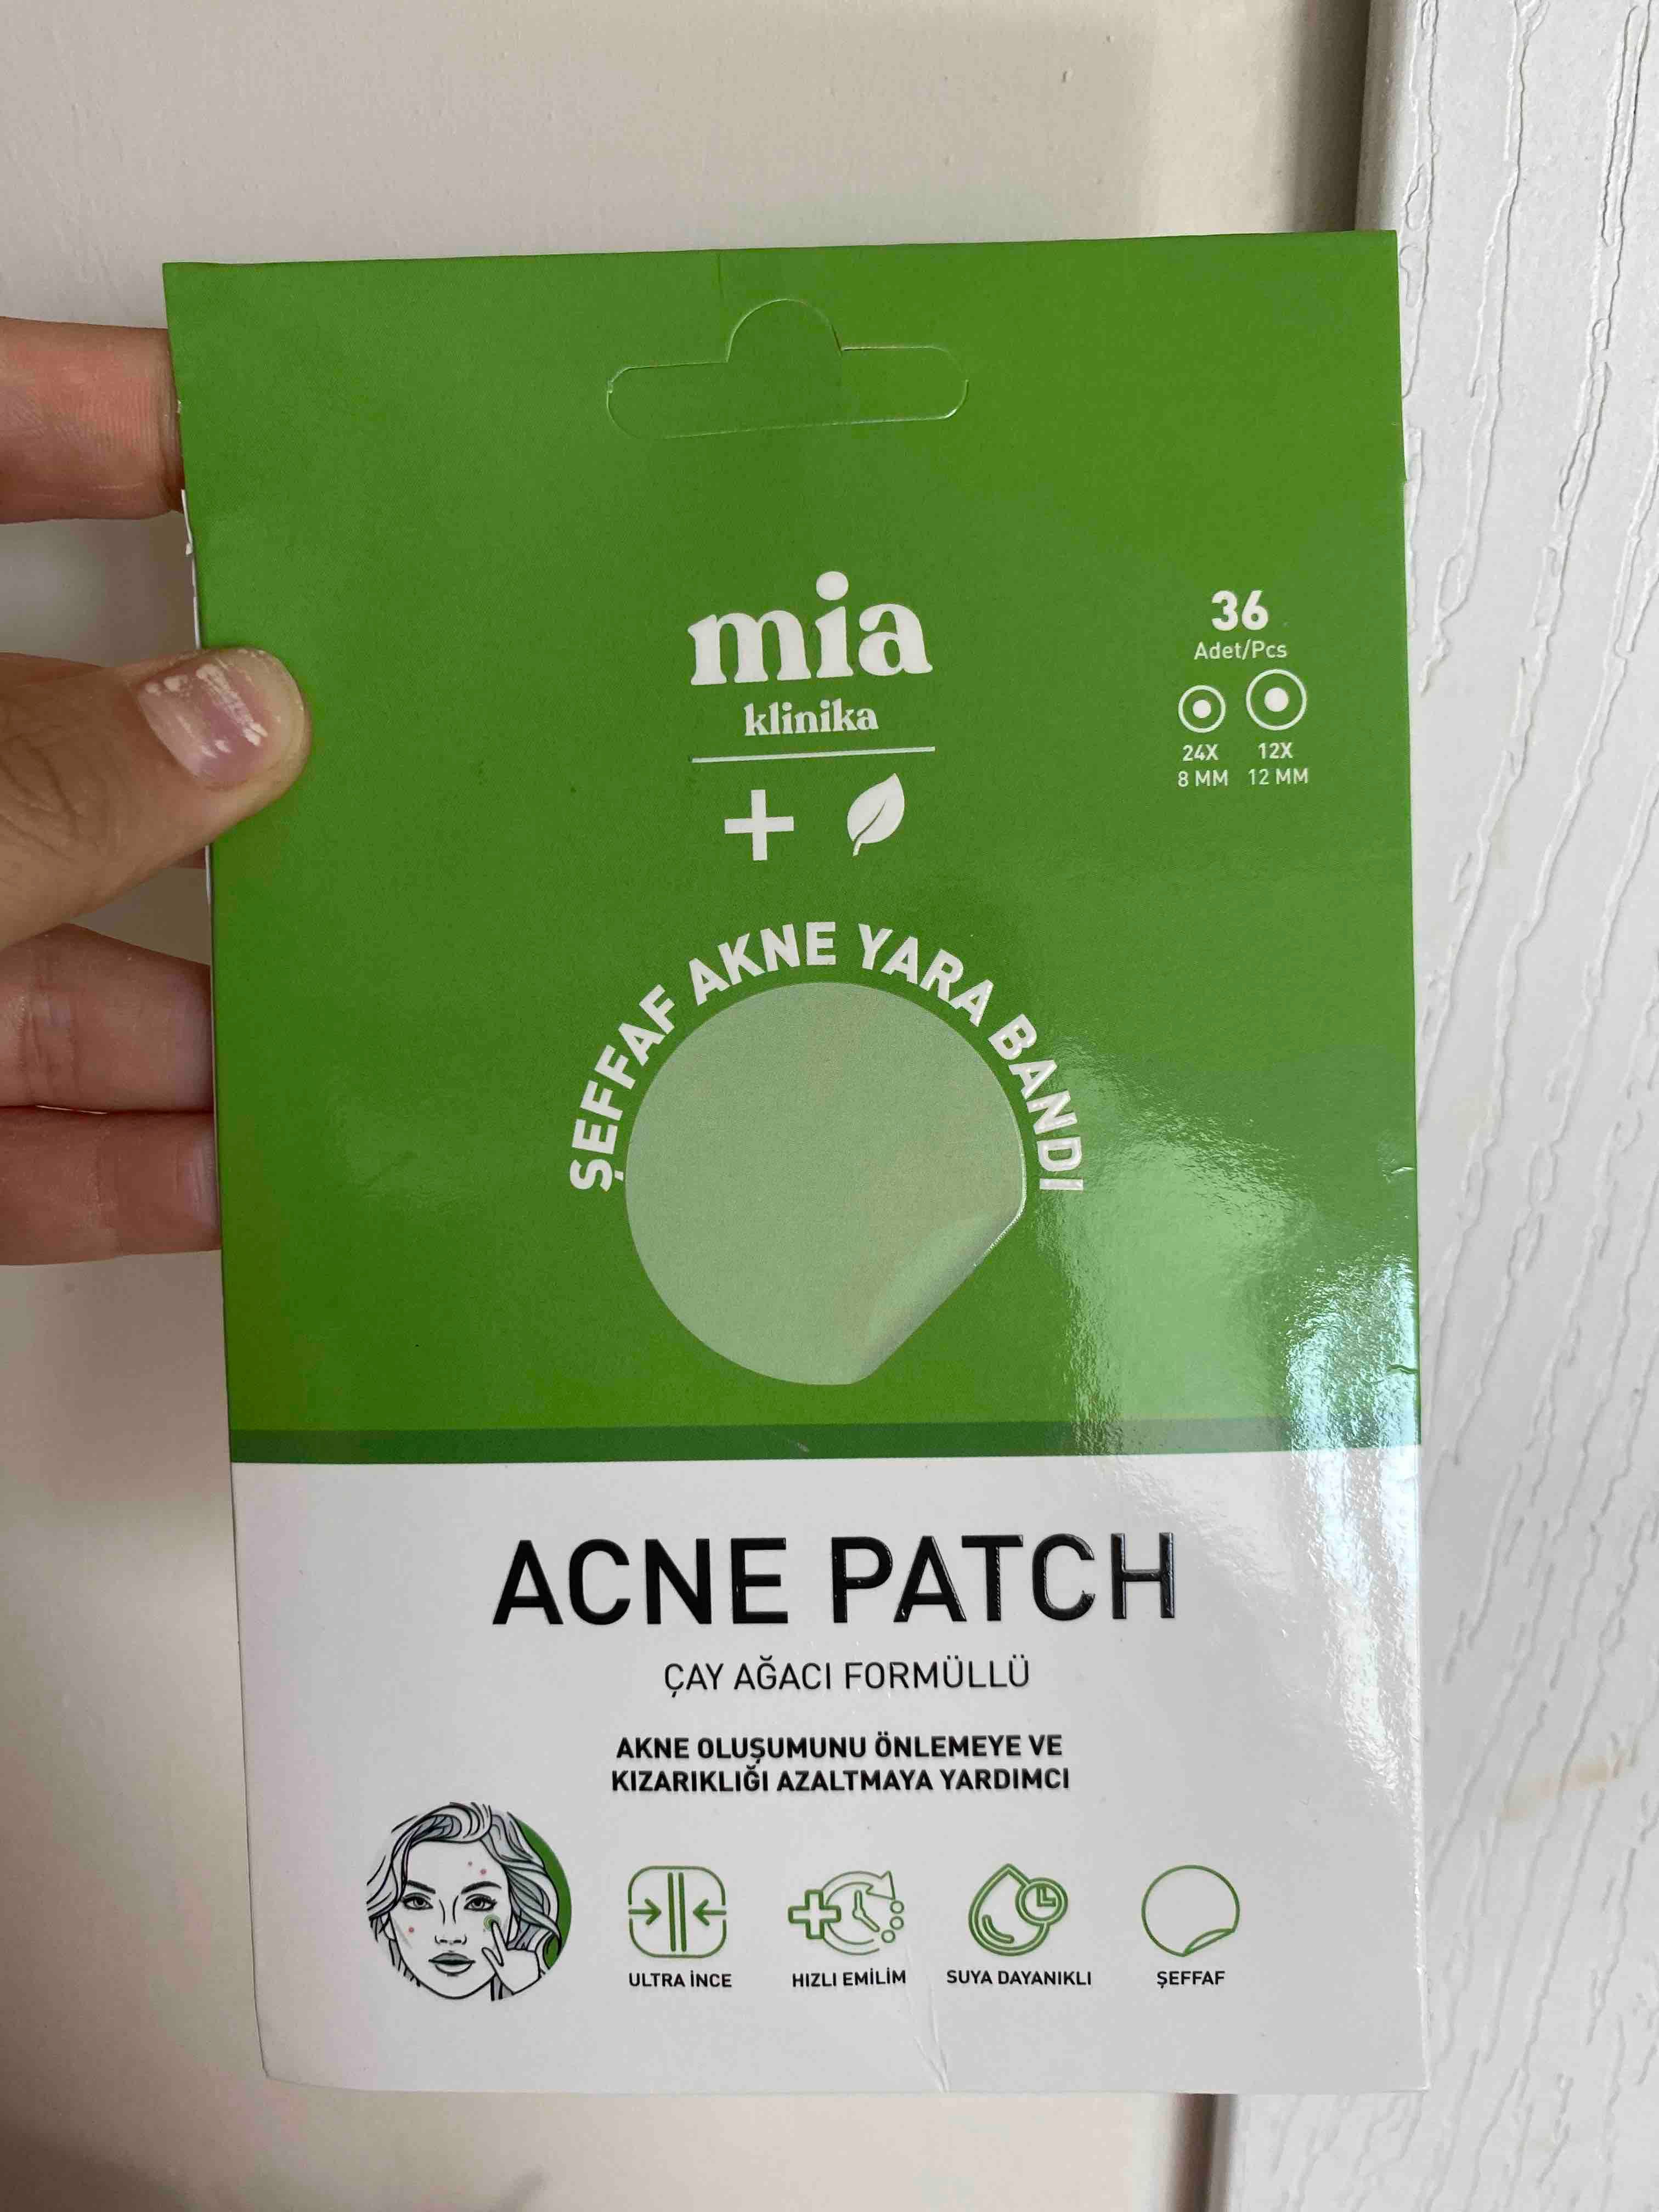 mia
klinika
36
Adet/Pcs
24X 12X
8 MM 12 MM
ŞEFFAF AKNE YARA BANDI
ACNE PATCH
ÇAY AĞACI FORMÜLLÜ
AKNE OLUŞUMUNU ÖNLEMEYE VE
KIZARIKLIĞI AZALTMAYA YARDIMCI
ULTRA İNCE HIZLI EMİLİM SUYA DAYANIKLI ŞEFFAF